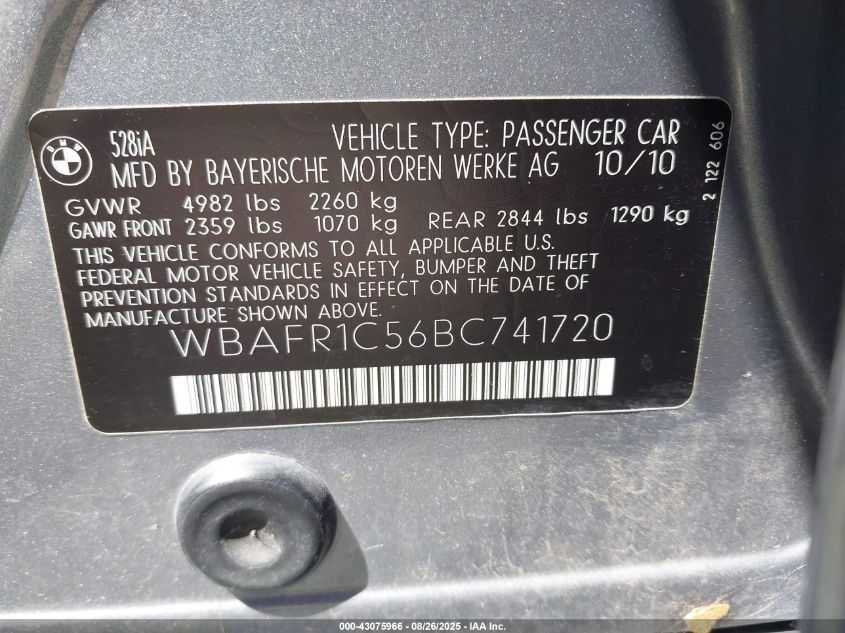 BMW
528iA
VEHICLE TYPE: PASSENGER CAR
MFD BY BAYERISCHE MOTOREN WERKE AG 10/10
GVWR 4982 lbs 2260 kg
GAWR FRONT 2359 lbs 1070 kg REAR 2844 lbs 1290 kg
THIS VEHICLE CONFORMS TO ALL APPLICABLE U.S.
FEDERAL MOTOR VEHICLE SAFETY, BUMPER AND THEFT
PREVENTION STANDARDS IN EFFECT ON THE DATE OF
MANUFACTURE SHOWN ABOVE.
WBAFR1C56BC741720
2 122 606
000-43075966 - 08/26/2025 - IAA Inc.